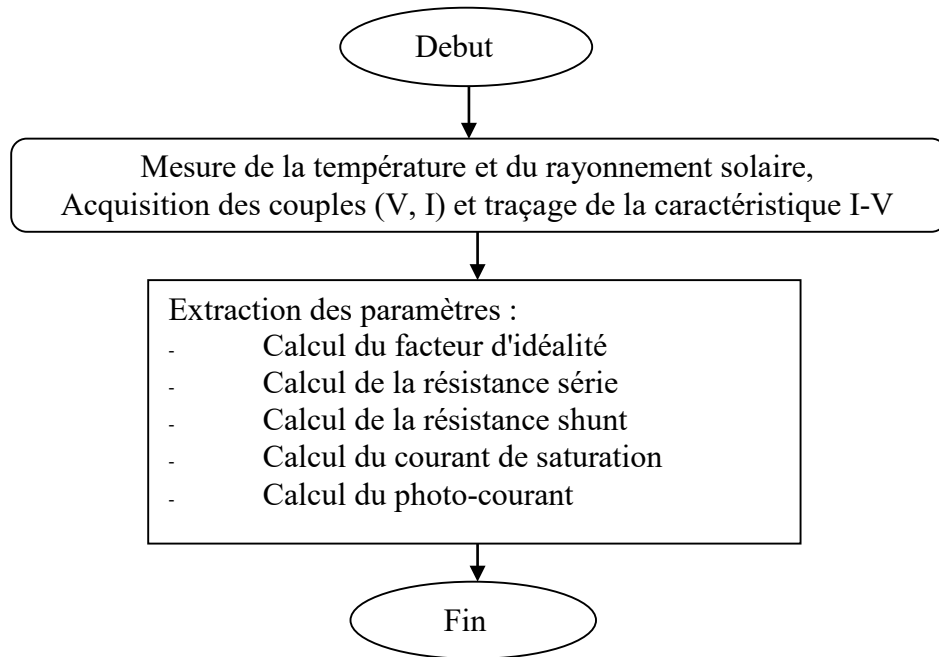 Debut
Mesure de la température et du rayonnement solaire,
Acquisition des couples (V, I) et traçage de la caractéristique I-V
Extraction des paramètres :
- Calcul du facteur d'idéalité
- Calcul de la résistance série
- Calcul de la résistance shunt
- Calcul du courant de saturation
- Calcul du photo-courant
Fin